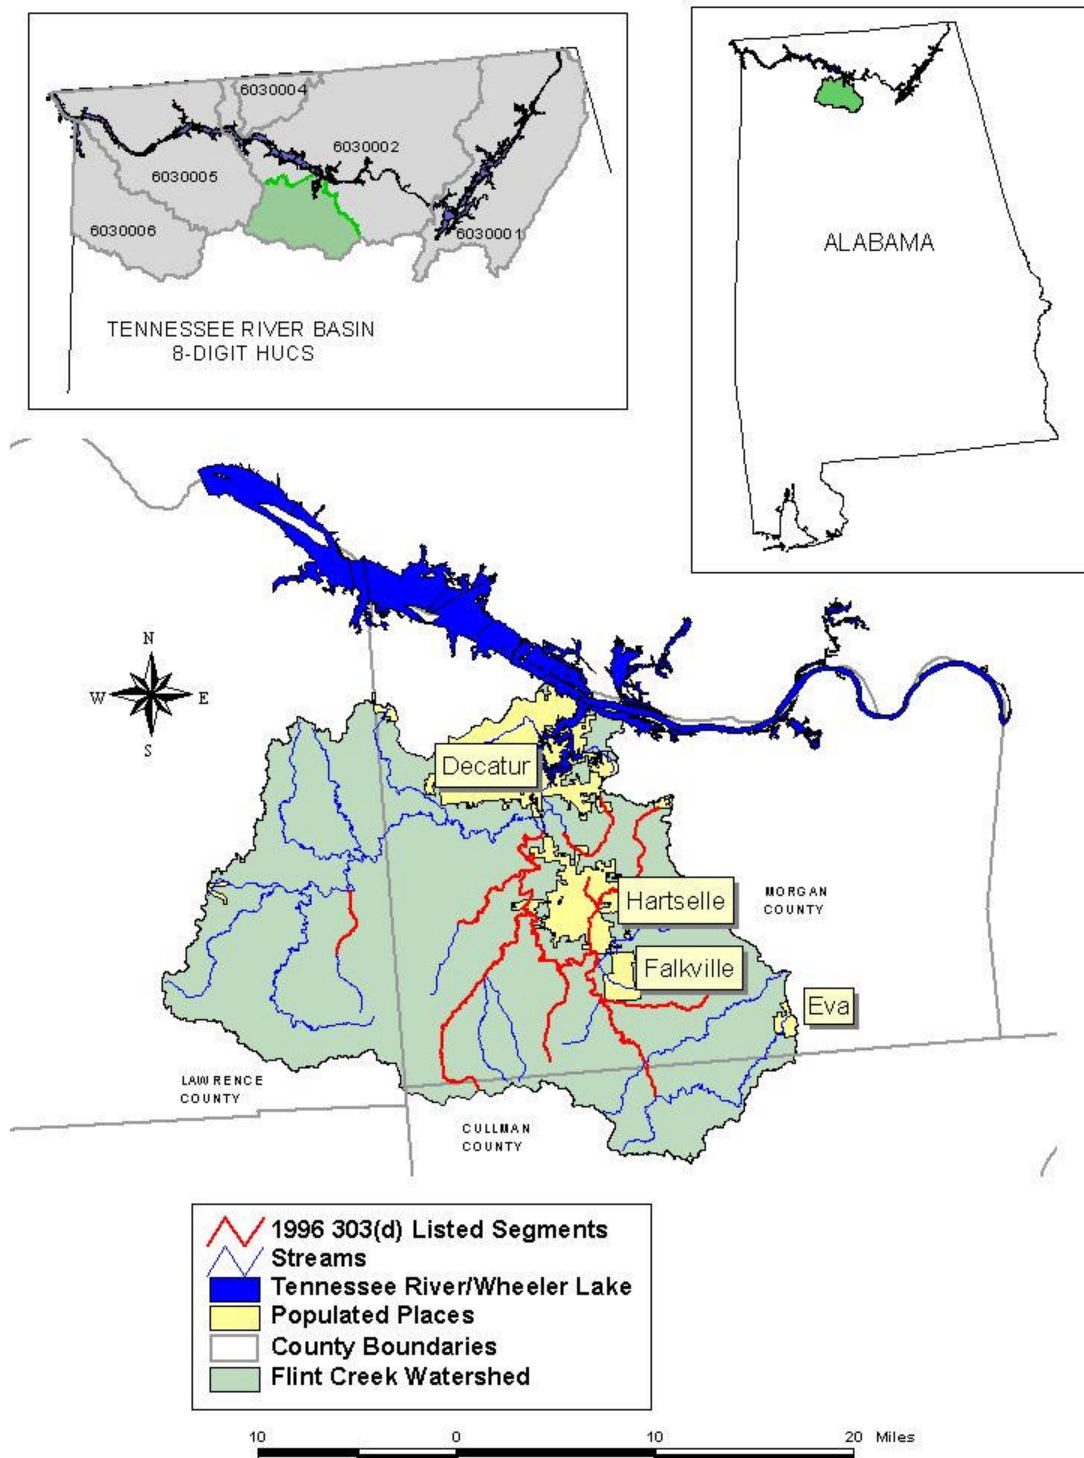 6030004
6030002
6030005
6030006
6030001
TENNESSEE RIVER BASIN
8-DIGIT HUCS
ALABAMA
N
W
E
S
Decatur
Hartselle
MORGAN
COUNTY
Falkville
Eva
LAWRENCE
COUNTY
CULLMAN
COUNTY
1996 303(d) Listed Segments
Streams
Tennessee River/Wheeler Lake
Populated Places
County Boundaries
Flint Creek Watershed
10 0 10 20 Miles